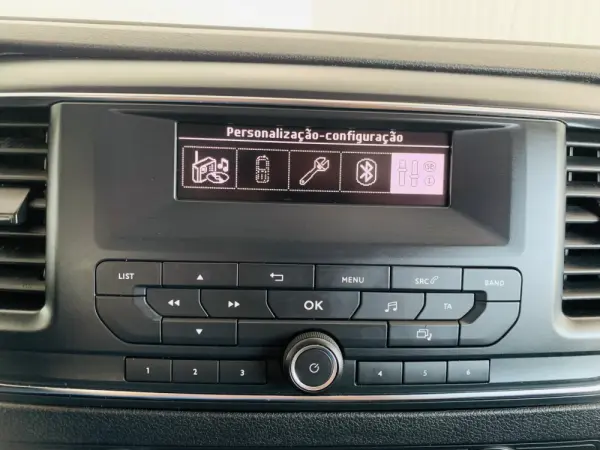 Personalização-configuração
LIST
MENU
SRC
BAND
OK
TA
1 2 3 4 5 6